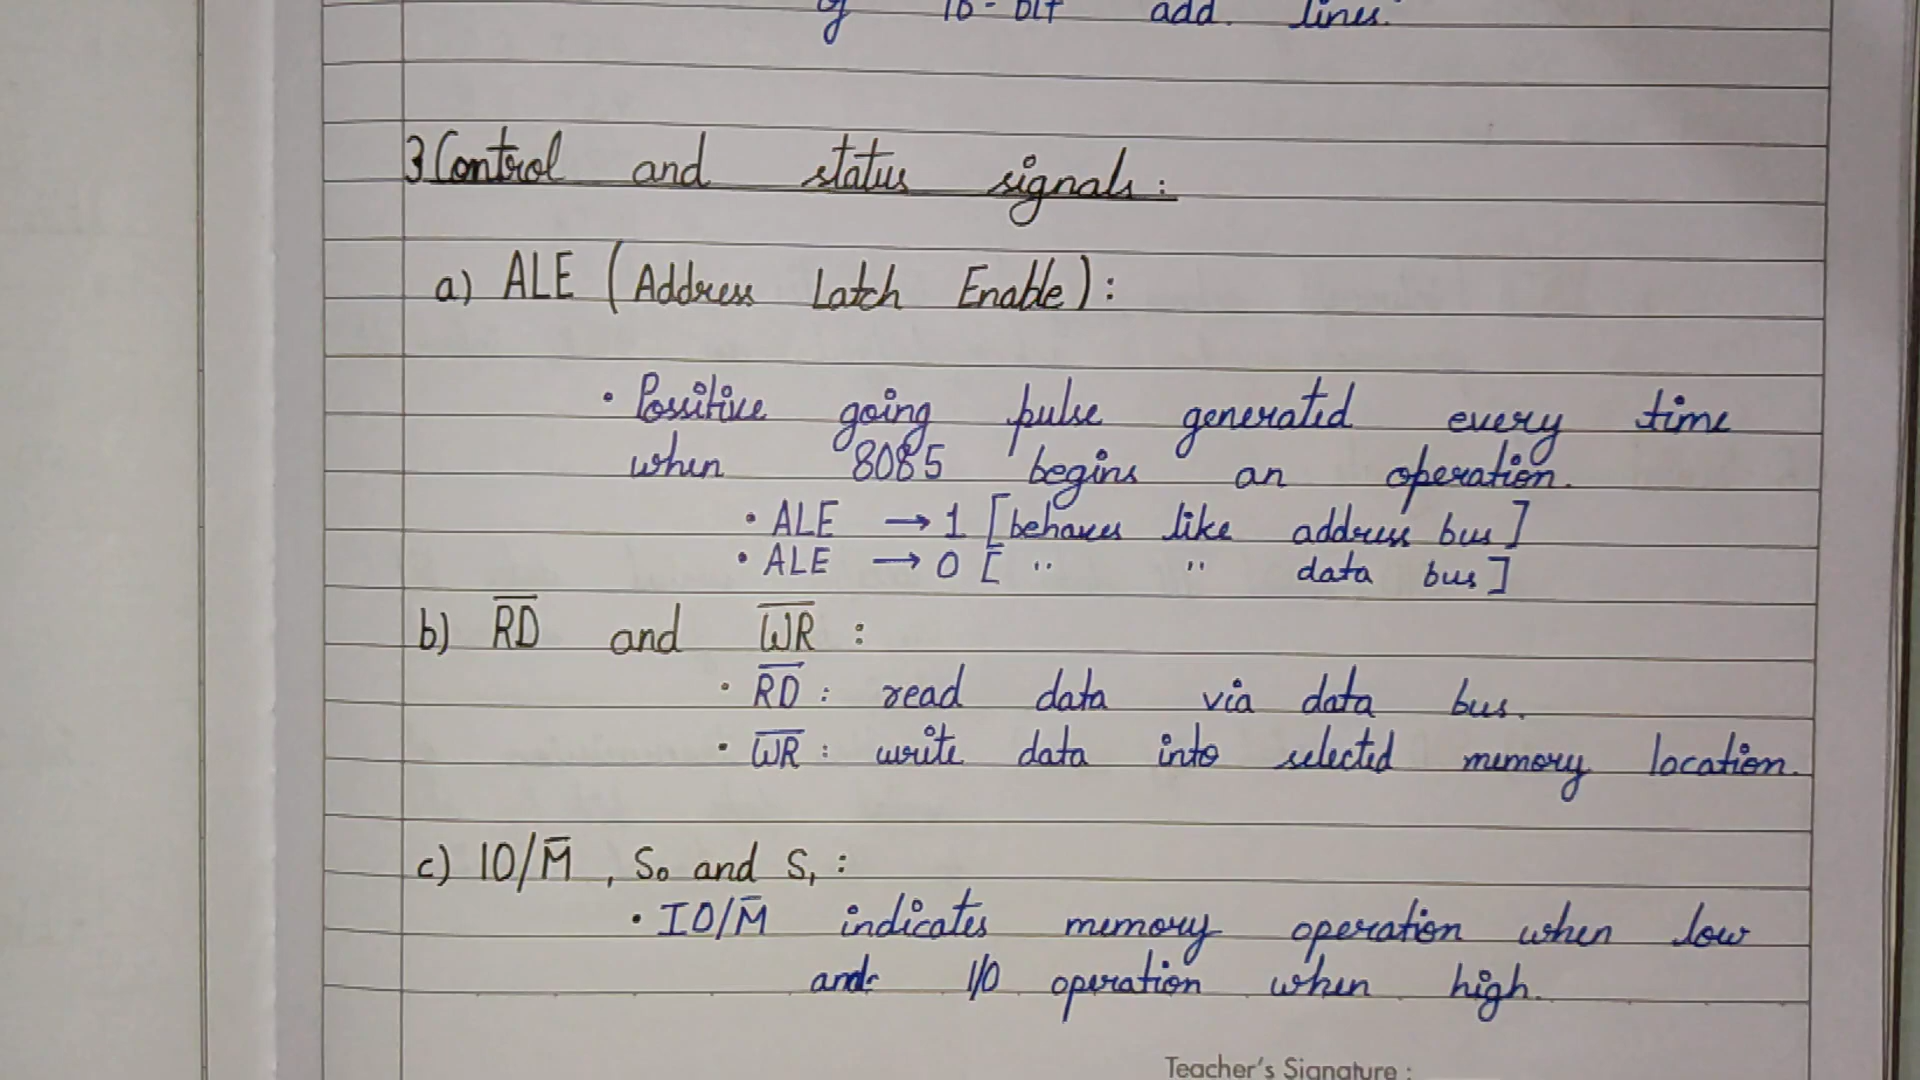 of 16-bit add. lines.
3 Control and status signals:
a) ALE (Address Latch Enable):
• Positive going pulse generated every time
when 8085 begins an operation.
• ALE → 1 [behaves like address bus]
• ALE → 0 [ " " data bus]
b) R̅D̅ and W̅R̅ :
• R̅D̅ : read data via data bus.
• W̅R̅ : write data into selected memory location.
c) IO/M̅, S₀ and S₁ :
• IO/M̅ indicates memory operation when low
and I/O operation when high.
Teacher's Signature :